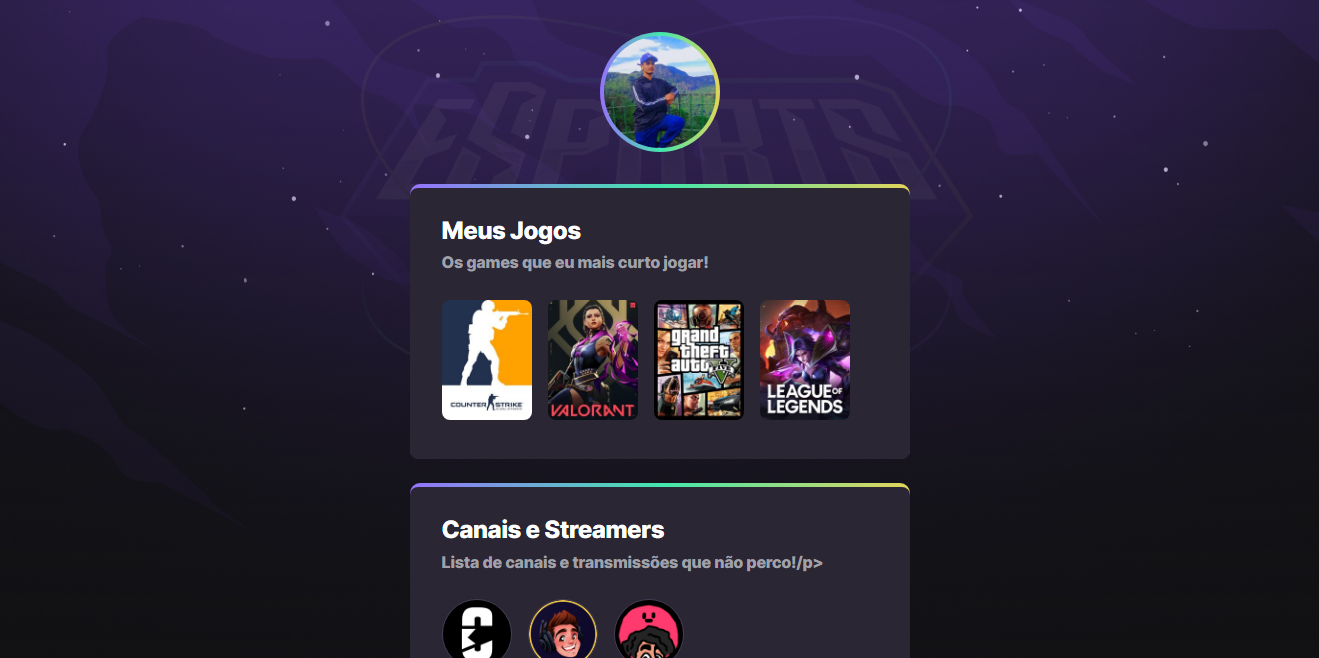 ESPORTS
Meus Jogos
Os games que eu mais curto jogar!
COUNTER STRIKE
VALORANT
grand
theft
auto
FIVE
LEAGUE OF
LEGENDS
Canais e Streamers
Lista de canais e transmissões que não perco!/p>